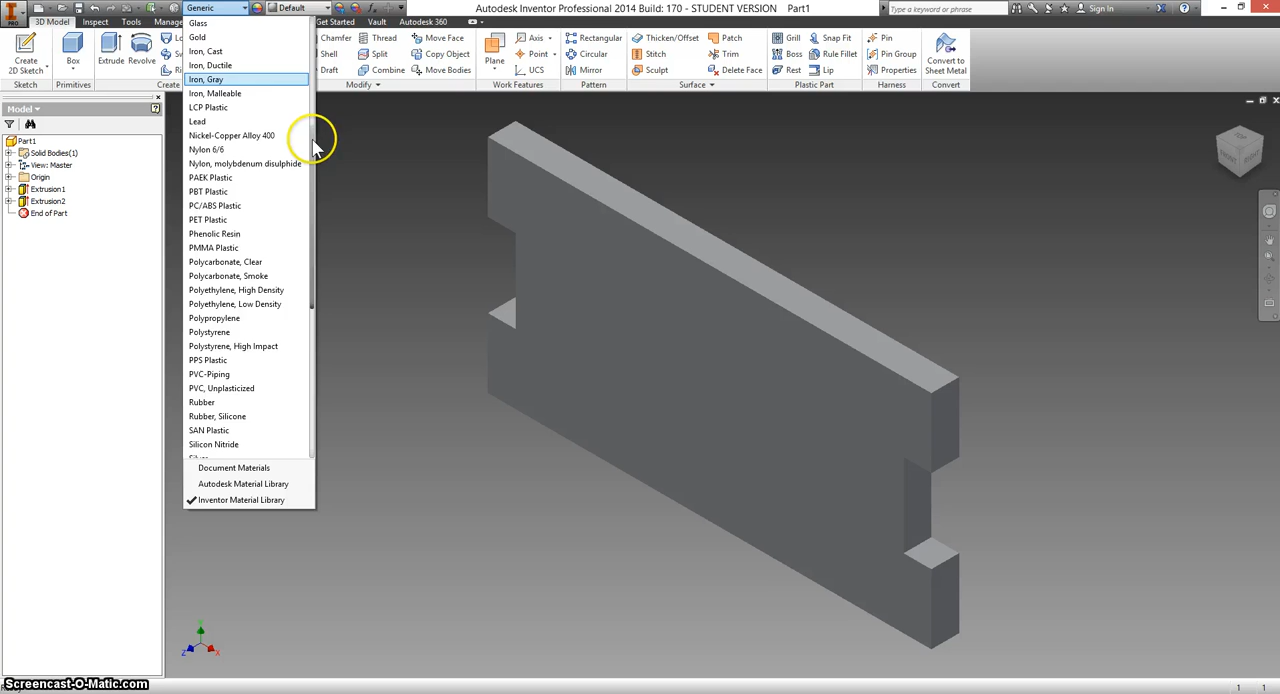 Generic
Default
Autodesk Inventor Professional 2014 Build: 170 - STUDENT VERSION Part1
Type a keyword or phrase
Sign In
PRO
3D Model
Inspect
Tools
Get Started
Vault
Autodesk 360
Create
2D Sketch
Sketch
Box
Primitives
Extrude
Revolve
Create
Chamfer
Thread
Move Face
Shell
Split
Copy Object
Draft
Combine
Move Bodies
Modify
Plane
Axis
Point
UCS
Work Features
Rectangular
Circular
Mirror
Pattern
Thicken/Offset
Patch
Stitch
Trim
Sculpt
Delete Face
Surface
Grill
Snap Fit
Boss
Rule Fillet
Rest
Lip
Plastic Part
Pin
Pin Group
Properties
Harness
Convert to
Sheet Metal
Convert
Model
Part1
Solid Bodies(1)
View: Master
Origin
Extrusion1
Extrusion2
End of Part
Glass
Gold
Iron, Cast
Iron, Ductile
Iron, Gray
Iron, Malleable
LCP Plastic
Lead
Nickel-Copper Alloy 400
Nylon 6/6
Nylon, molybdenum disulphide
PAEK Plastic
PBT Plastic
PC/ABS Plastic
PET Plastic
Phenolic Resin
PMMA Plastic
Polycarbonate, Clear
Polycarbonate, Smoke
Polyethylene, High Density
Polyethylene, Low Density
Polypropylene
Polystyrene
Polystyrene, High Impact
PPS Plastic
PVC-Piping
PVC, Unplasticized
Rubber
Rubber, Silicone
SAN Plastic
Silicon Nitride
Document Materials
Autodesk Material Library
Inventor Material Library
FRONT
RIGHT
Z
X
1
1
Screencast-O-Matic.com